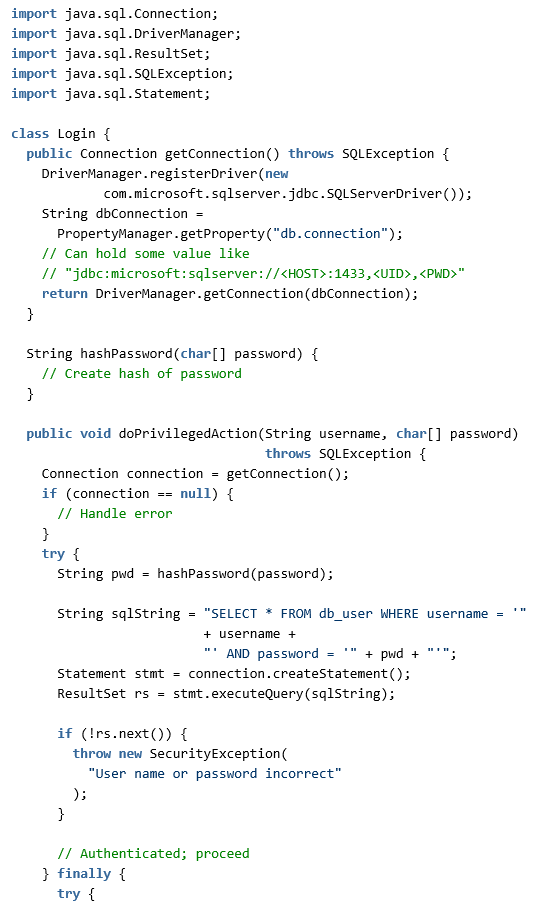 import java.sql.Connection;
import java.sql.DriverManager;
import java.sql.ResultSet;
import java.sql.SQLException;
import java.sql.Statement;

class Login {
  public Connection getConnection() throws SQLException {
    DriverManager.registerDriver(new
            com.microsoft.sqlserver.jdbc.SQLServerDriver());
    String dbConnection =
      PropertyManager.getProperty("db.connection");
    // Can hold some value like
    // "jdbc:microsoft:sqlserver://<HOST>:1433,<UID>,<PWD>"
    return DriverManager.getConnection(dbConnection);
  }

  String hashPassword(char[] password) {
    // Create hash of password
  }

  public void doPrivilegedAction(String username, char[] password)
                                 throws SQLException {
    Connection connection = getConnection();
    if (connection == null) {
      // Handle error
    }
    try {
      String pwd = hashPassword(password);

      String sqlString = "SELECT * FROM db_user WHERE username = '"
                         + username +
                         "' AND password = '" + pwd + "'";
      Statement stmt = connection.createStatement();
      ResultSet rs = stmt.executeQuery(sqlString);

      if (!rs.next()) {
        throw new SecurityException(
          "User name or password incorrect"
        );
      }

      // Authenticated; proceed
    } finally {
      try {